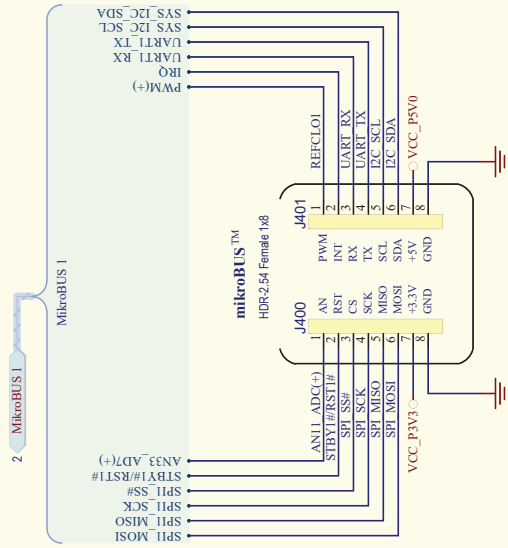 SYS_I2C_SDA
SYS_I2C_SCL
UART1_TX
UART1_RX
IRQ
PWM(+)
MikroBUS 1
MikroBUS 1
2
AN33_AD7(+)
STBY1#/RST1#
SPI1_SS#
SPI1_SCK
SPI1_MISO
SPI1_MOSI
REFCLO1
UART_RX
UART_TX
I2C_SCL
I2C_SDA
VCC_P5V0
J401
1 PWM
2 INT
3 RX
4 TX
5 SCL
6 SDA
7 +5V
8 GND
mikroBUS™
HDR-2.54 Female 1x8
J400
1 AN
2 RST
3 CS
4 SCK
5 MISO
6 MOSI
7 +3.3V
8 GND
AN11_ADC(+)
STBY1#/RST1#
SPI_SS#
SPI_SCK
SPI_MISO
SPI_MOSI
VCC_P3V3